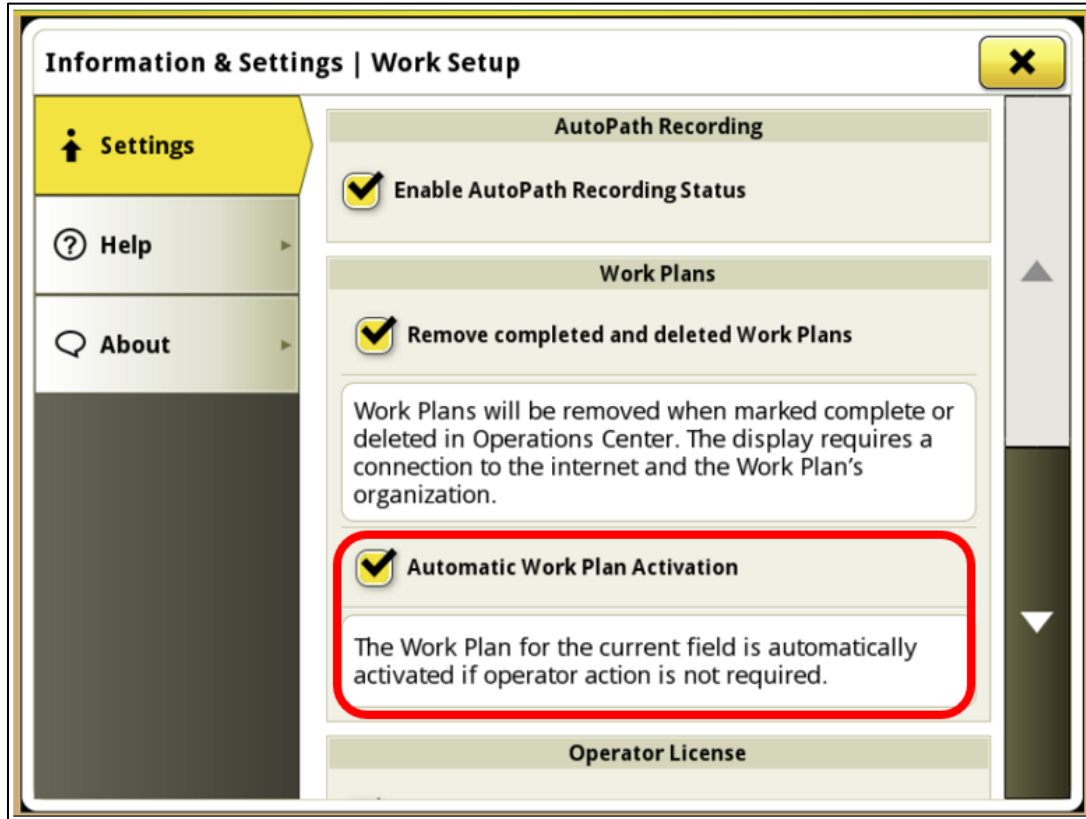 Information & Settings | Work Setup
Settings
Help
About
AutoPath Recording
Enable AutoPath Recording Status
Work Plans
Remove completed and deleted Work Plans
Work Plans will be removed when marked complete or
deleted in Operations Center. The display requires a
connection to the internet and the Work Plan's
organization.
Automatic Work Plan Activation
The Work Plan for the current field is automatically
activated if operator action is not required.
Operator License